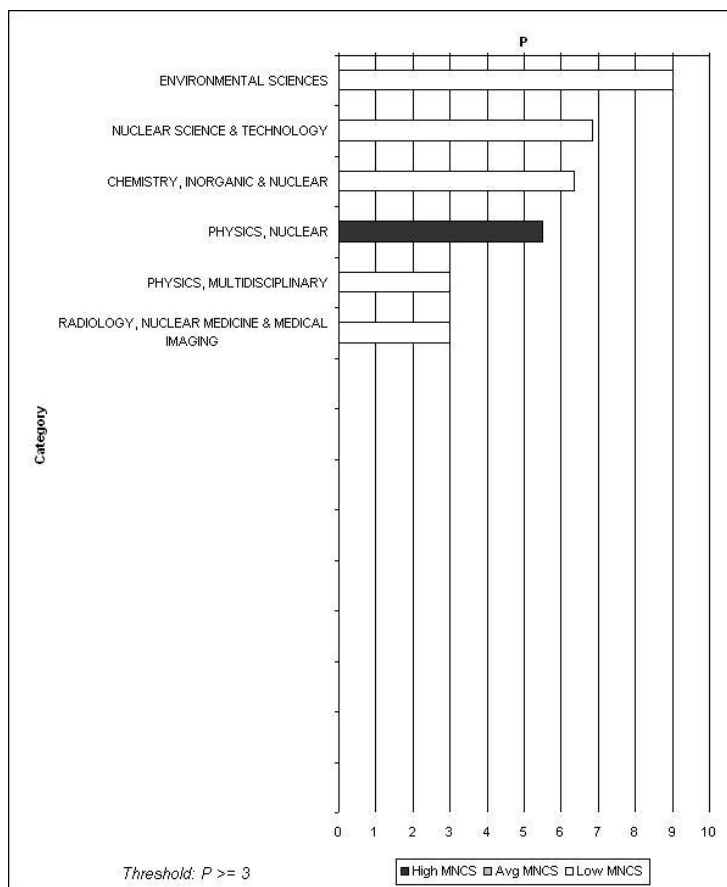 P
ENVIRONMENTAL SCIENCES
NUCLEAR SCIENCE & TECHNOLOGY
CHEMISTRY, INORGANIC & NUCLEAR
PHYSICS, NUCLEAR
PHYSICS, MULTIDISCIPLINARY
RADIOLOGY, NUCLEAR MEDICINE & MEDICAL
IMAGING
Category
0 1 2 3 4 5 6 7 8 9 10
Threshold: P >= 3
High MNCS Avg MNCS Low MNCS